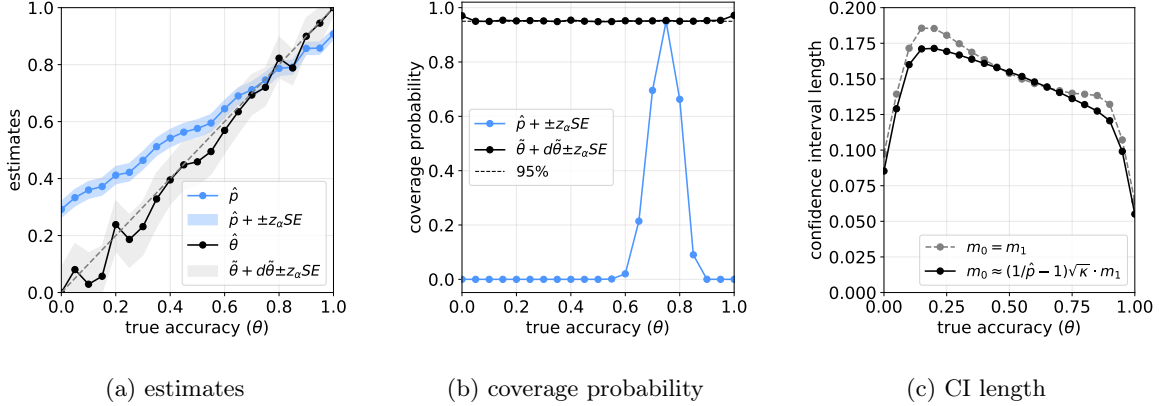 1.0
0.8
0.6
0.4
0.2
0.0
estimates
0.0 0.2 0.4 0.6 0.8 1.0
true accuracy (θ)
p̂
p̂ + ±z_αSE
θ̂
θ̃ + dθ̃ ± z_αSE
(a) estimates
1.0
0.8
0.6
0.4
0.2
0.0
coverage probability
0.0 0.2 0.4 0.6 0.8 1.0
true accuracy (θ)
p̂ + ±z_αSE
θ̃ + dθ̃ ± z_αSE
95%
(b) coverage probability
0.200
0.175
0.150
0.125
0.100
0.075
0.050
0.025
0.000
confidence interval length
0.00 0.25 0.50 0.75 1.00
true accuracy (θ)
m₀ = m₁
m₀ ≈ (1/p̂ − 1)√κ · m₁
(c) CI length